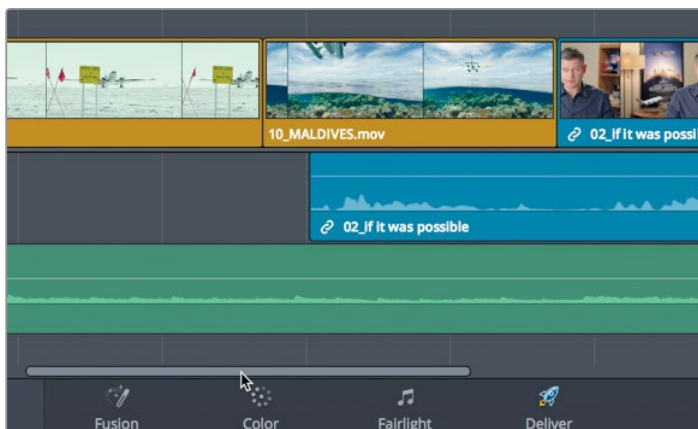 10_MALDIVES.mov
02_if it was possi
02_if it was possible
Fusion
Color
Fairlight
Deliver